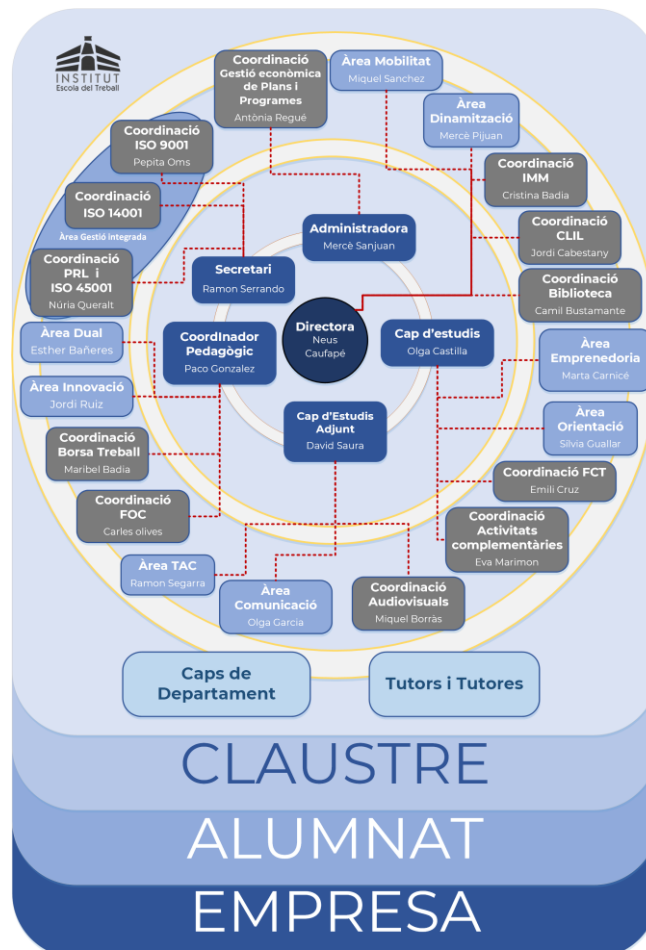 INSTITUT
Escola del Treball
Coordinació
Gestió econòmica
de Plans i
Programes
Antònia Regué
Àrea Mobilitat
Miquel Sanchez
Àrea
Dinamització
Mercè Pijuan
Coordinació
ISO 9001
Pepita Oms
Coordinació
IMM
Cristina Badia
Coordinació
ISO 14001
Àrea Gestió integrada
Coordinació
CLIL
Jordi Cabestany
Administradora
Mercè Sanjuan
Coordinació
PRL i
ISO 45001
Núria Queralt
Secretari
Ramon Serrando
Coordinació
Biblioteca
Camil Bustamante
Directora
Neus
Caufapé
Àrea Dual
Esther Bañeres
CoordInador
Pedagògic
Paco Gonzalez
Cap d'estudis
Olga Castilla
Àrea
Emprenedoria
Marta Carnicé
Àrea Innovació
Jordi Ruiz
Cap d'Estudis
Adjunt
David Saura
Àrea
Orientació
Silvia Guallar
Coordinació
Borsa Treball
Maribel Badia
Coordinació FCT
Emili Cruz
Coordinació
FOC
Carles olives
Coordinació
Activitats
complementàries
Eva Marimon
Àrea TAC
Ramon Segarra
Àrea
Comunicació
Olga Garcia
Coordinació
Audiovisuals
Miquel Borràs
Caps de
Departament
Tutors i Tutores
CLAUSTRE
ALUMNAT
EMPRESA